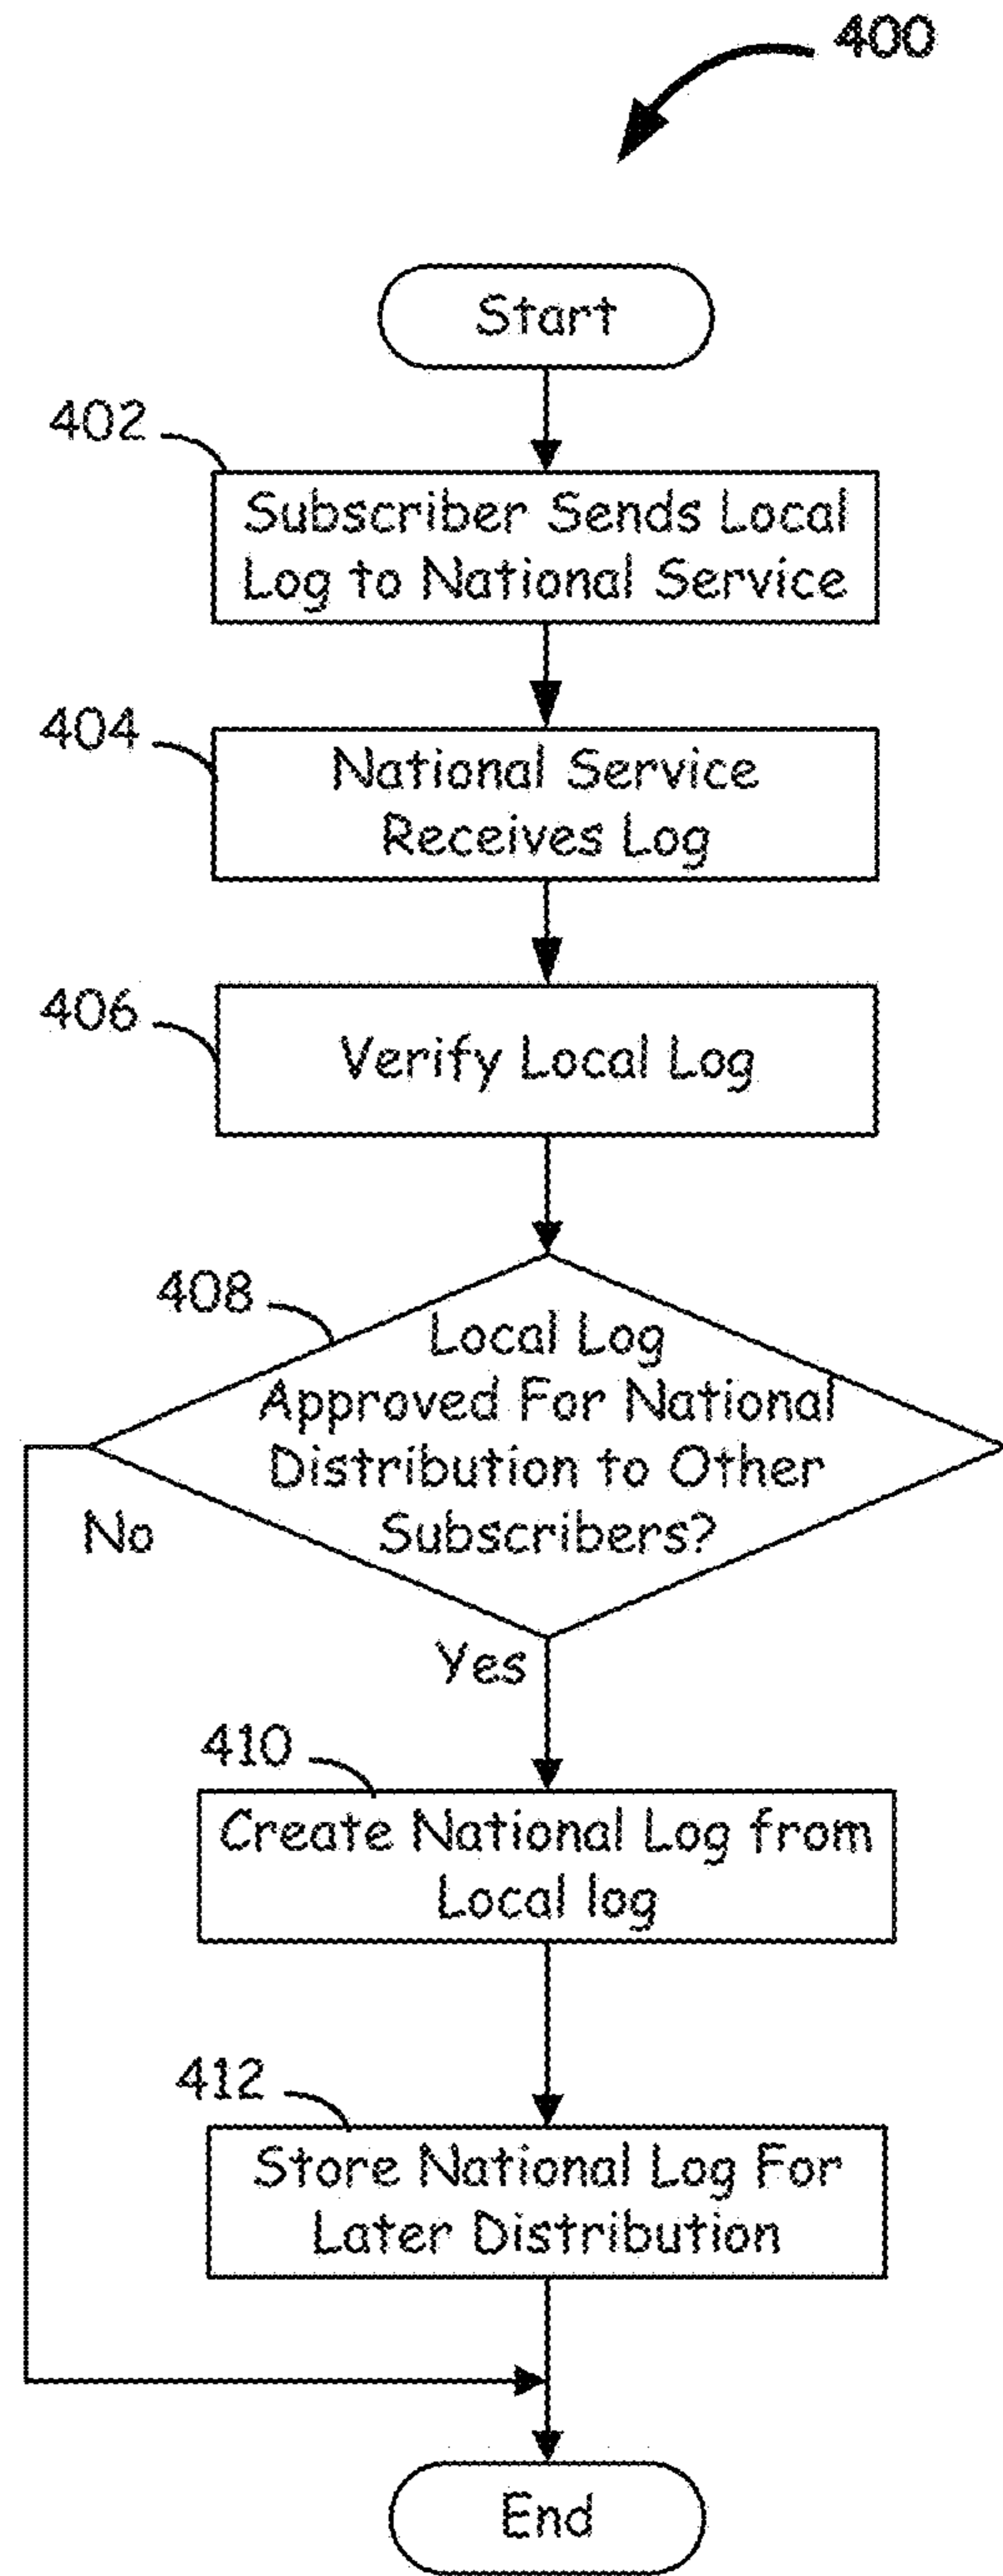 400
Start
402
Subscriber Sends Local
Log to National Service
404
National Service
Receives Log
406
Verify Local Log
408
Local Log
Approved For National
Distribution to Other
Subscribers?
No
Yes
410
Create National Log from
Local log
412
Store National Log For
Later Distribution
End